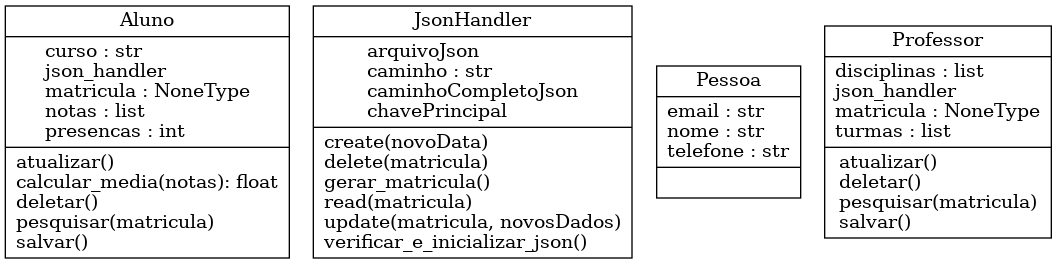 Aluno
curso : str
json_handler
matricula : NoneType
notas : list
presencas : int
atualizar()
calcular_media(notas): float
deletar()
pesquisar(matricula)
salvar()
JsonHandler
arquivoJson
caminho : str
caminhoCompletoJson
chavePrincipal
create(novoData)
delete(matricula)
gerar_matricula()
read(matricula)
update(matricula, novosDados)
verificar_e_inicializar_json()
Pessoa
email : str
nome : str
telefone : str
Professor
disciplinas : list
json_handler
matricula : NoneType
turmas : list
atualizar()
deletar()
pesquisar(matricula)
salvar()